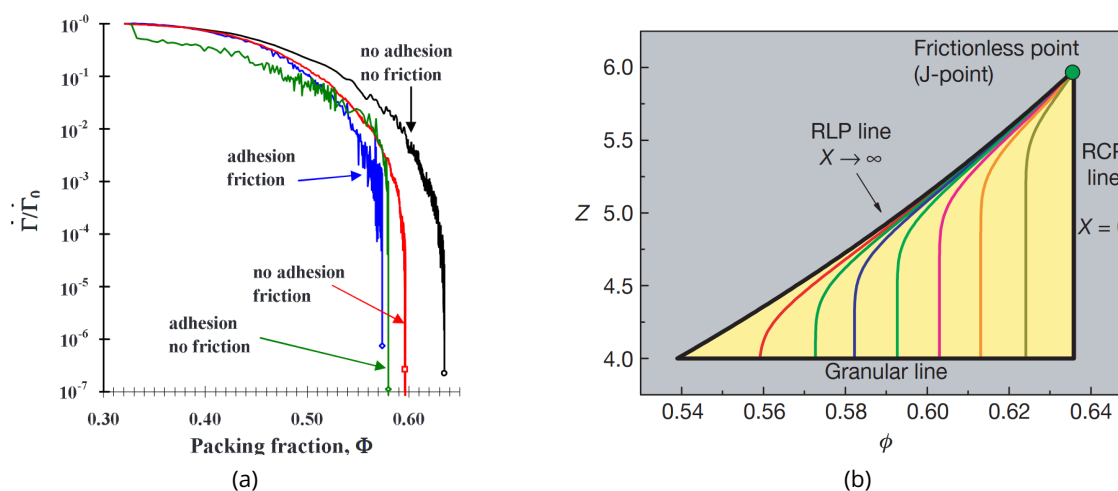 10⁻⁰
10⁻¹
10⁻²
10⁻³
10⁻⁴
10⁻⁵
10⁻⁶
10⁻⁷
Γ̇/Γ̇₀
no adhesion
no friction
adhesion
friction
no adhesion
friction
adhesion
no friction
0.30
0.40
0.50
0.60
Packing fraction, Φ
(a)
Frictionless point
(J-point)
6.0
5.5
5.0
4.5
4.0
Z
RLP line
X → ∞
RCP
line
X = 0
Granular line
0.54
0.56
0.58
0.60
0.62
0.64
ϕ
(b)